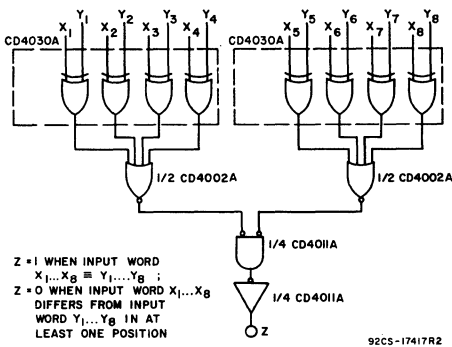 X1 Y1 X2 Y2 X3 Y3 X4 Y4 X5 Y5 X6 Y6 X7 Y7 X8 Y8
CD4030A CD4030A
1/2 CD4002A 1/2 CD4002A
1/4 CD4011A
Z = 1 WHEN INPUT WORD
X1...X8 ≡ Y1....Y8 ;
Z = 0 WHEN INPUT WORD X1...X8
DIFFERS FROM INPUT
WORD Y1...Y8 IN AT
LEAST ONE POSITION
1/4 CD4011A
Z
92CS-17417R2